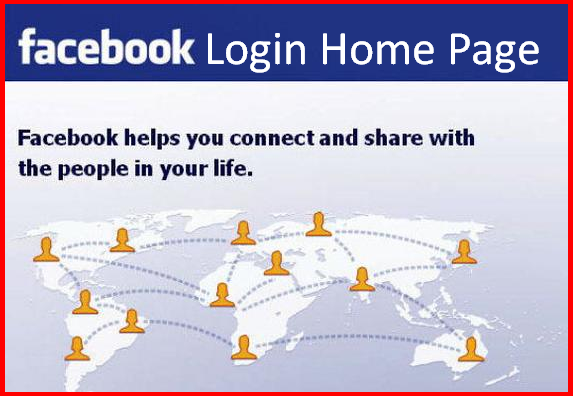 facebook Login Home Page
Facebook helps you connect and share with
the people in your life.